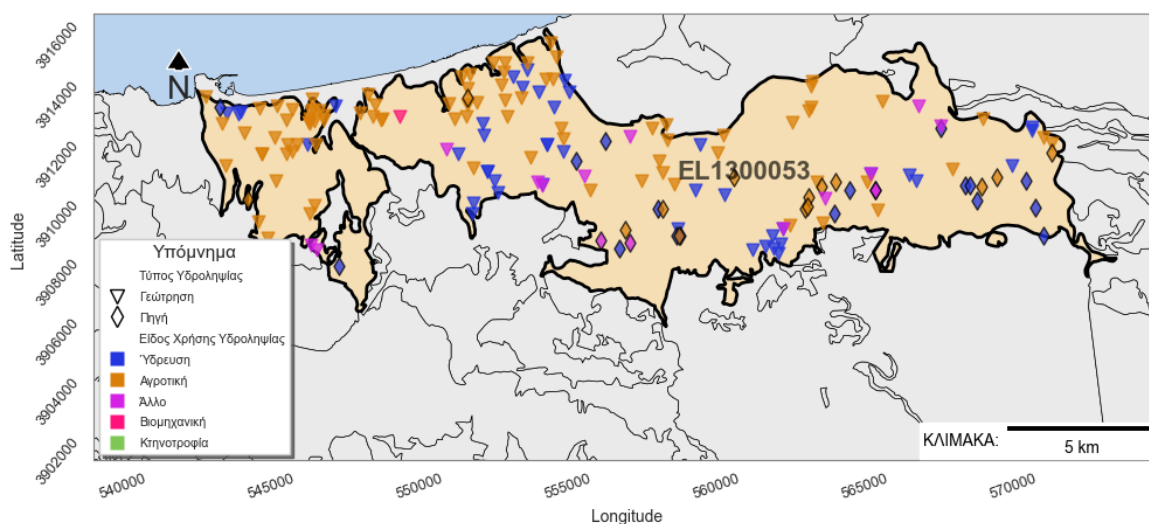 3916000
3914000
3912000
3910000
3908000
3906000
3904000
3902000
Latitude
N
EL1300053
Υπόμνημα
Τύπος Υδροληψίας
Γεώτρηση
Πηγή
Είδος Χρήσης Υδροληψίας
Ύδρευση
Αγροτική
Άλλο
Βιομηχανική
Κτηνοτροφία
ΚΛΙΜΑΚΑ:
5 km
540000
545000
550000
555000
560000
565000
570000
Longitude